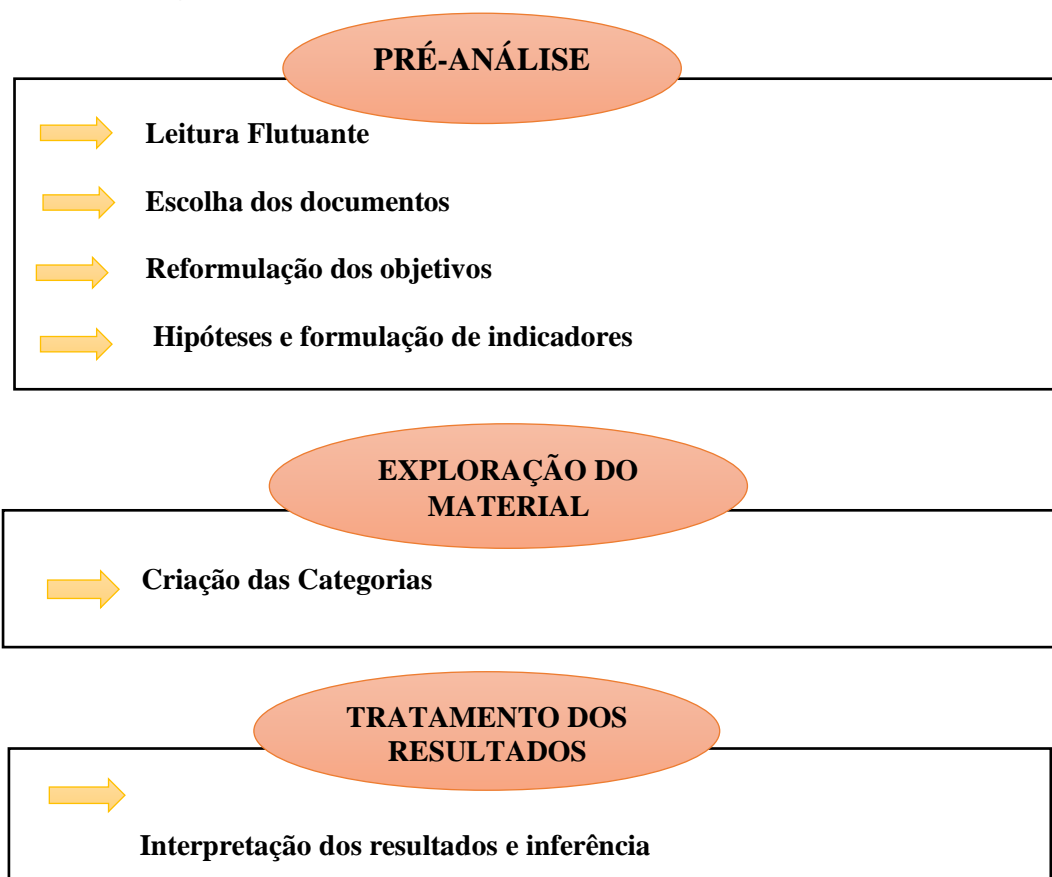 PRÉ-ANÁLISE
Leitura Flutuante
Escolha dos documentos
Reformulação dos objetivos
Hipóteses e formulação de indicadores
EXPLORAÇÃO DO
MATERIAL
Criação das Categorias
TRATAMENTO DOS
RESULTADOS
Interpretação dos resultados e inferência